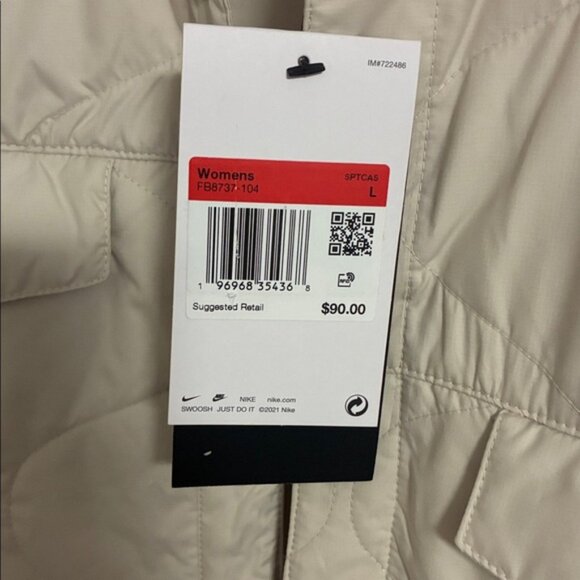 IM#722486
Womens SPTCAS
FB8737-104 L
1 96968 35436 8
RFID
Suggested Retail $90.00
NIKE nike.com
SWOOSH JUST DO IT ©2021 Nike